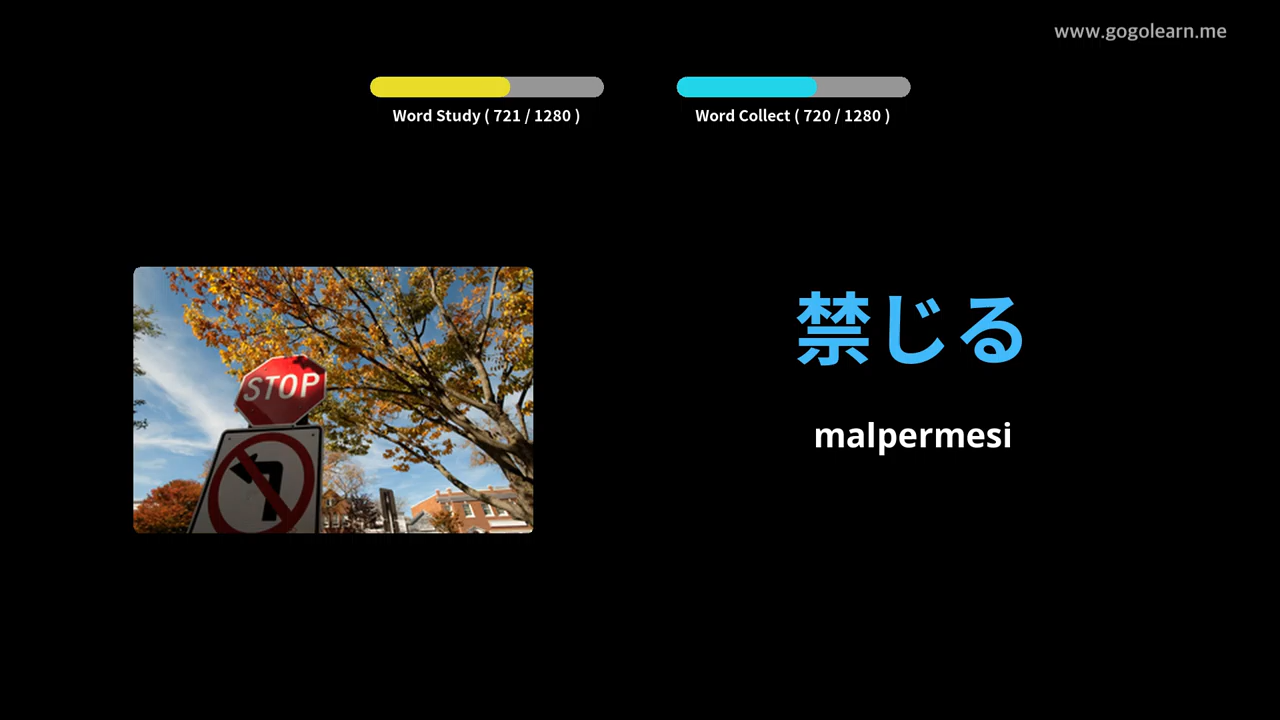 www.gogolearn.me
Word Study ( 721 / 1280 )
Word Collect ( 720 / 1280 )
STOP
禁じる
malpermesi